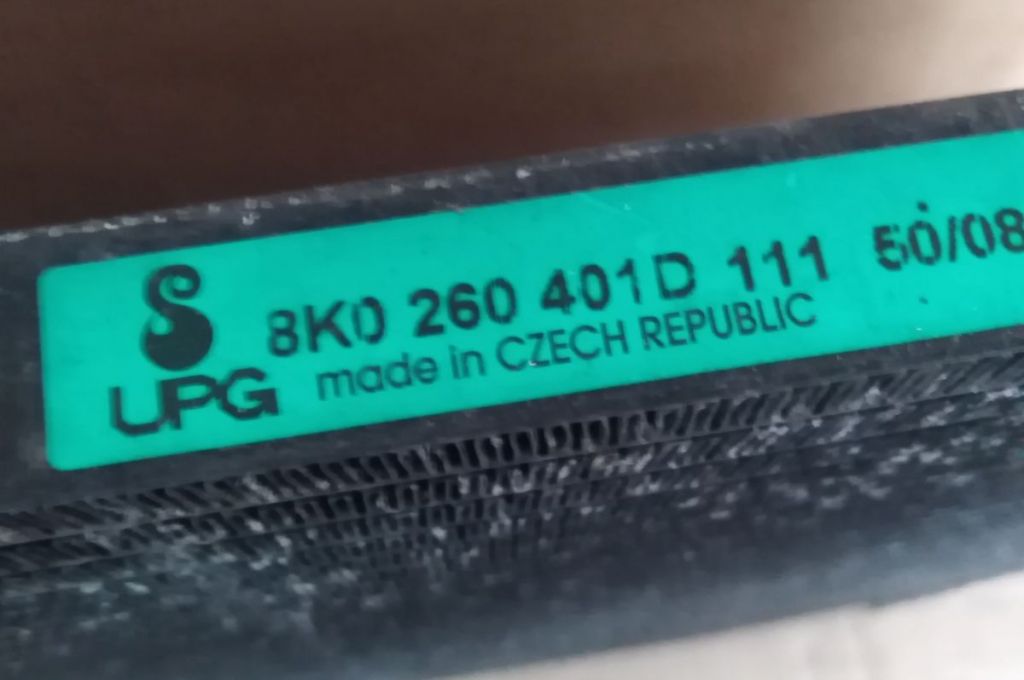 8K0 260 401D 111 50/08
UPG made in CZECH REPUBLIC